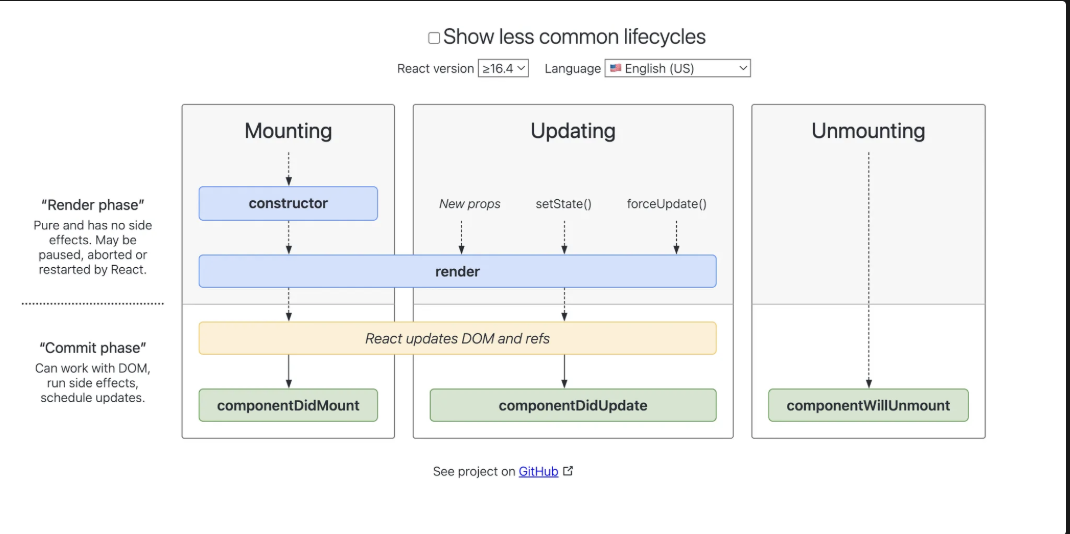 Show less common lifecycles
React version ≥16.4 Language 🇺🇸 English (US)
Mounting
Updating
Unmounting
“Render phase”
Pure and has no side
effects. May be
paused, aborted or
restarted by React.
constructor
New props
setState()
forceUpdate()
render
“Commit phase”
Can work with DOM,
run side effects,
schedule updates.
React updates DOM and refs
componentDidMount
componentDidUpdate
componentWillUnmount
See project on GitHub